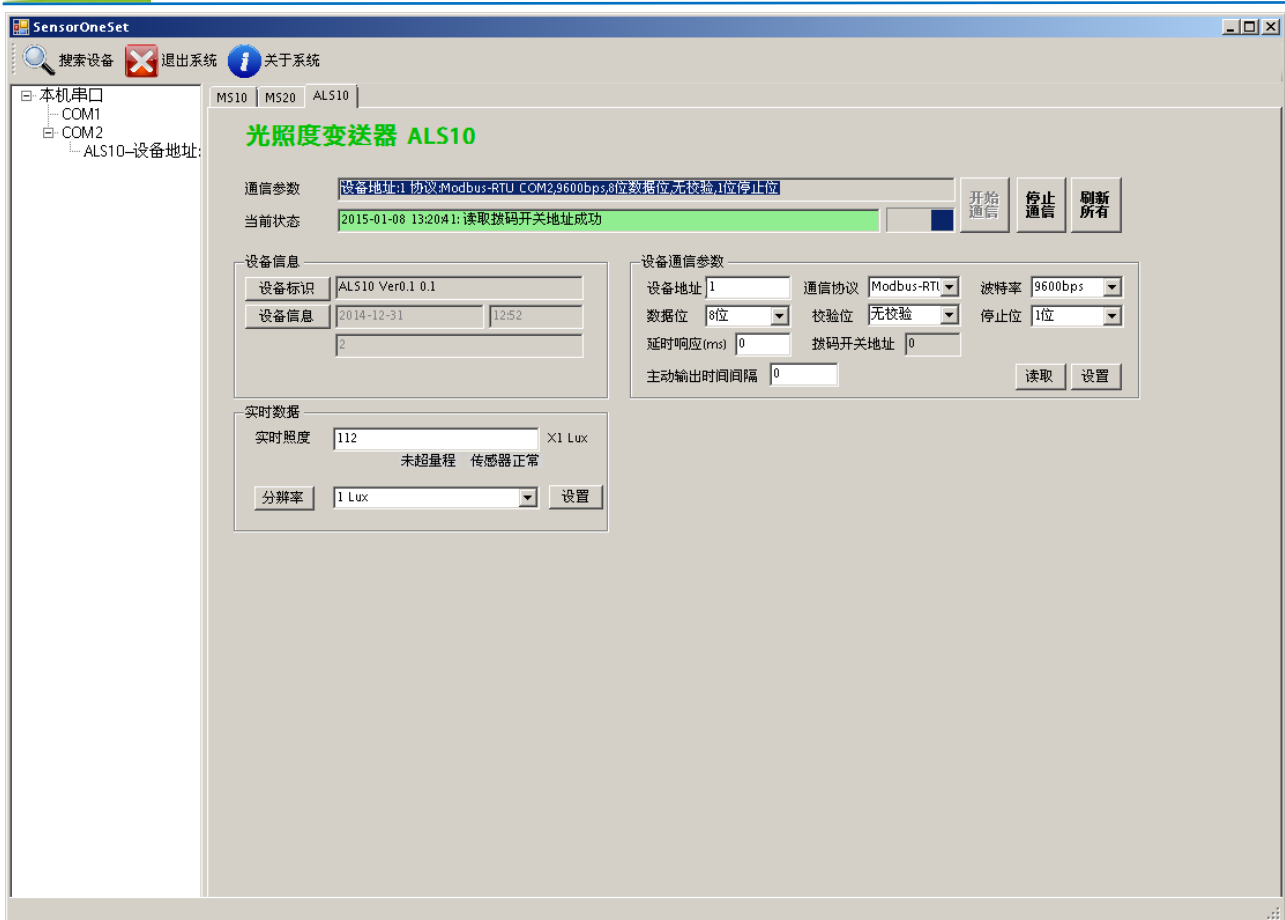 SensorOneSet
搜索设备 退出系统 关于系统
本机串口
COM1
COM2
ALS10—设备地址:
MS10 MS20 ALS10
光照度变送器 ALS10
通信参数 设备地址:1 协议:Modbus-RTU COM2,9600bps,8位数据位,无校验,1位停止位
当前状态 2015-01-08 13:20:41: 读取拨码开关地址成功
开始通信 停止通信 刷新所有
设备信息
设备标识 ALS10 Ver0.1 0.1
设备信息 2014-12-31 12:52
2
设备通信参数
设备地址 1 通信协议 Modbus-RTU 波特率 9600bps
数据位 8位 校验位 无校验 停止位 1位
延时响应(ms) 0 拨码开关地址 0
主动输出时间间隔 0 读取 设置
实时数据
实时照度 112 X1 Lux
未超量程 传感器正常
分辨率 1 Lux 设置